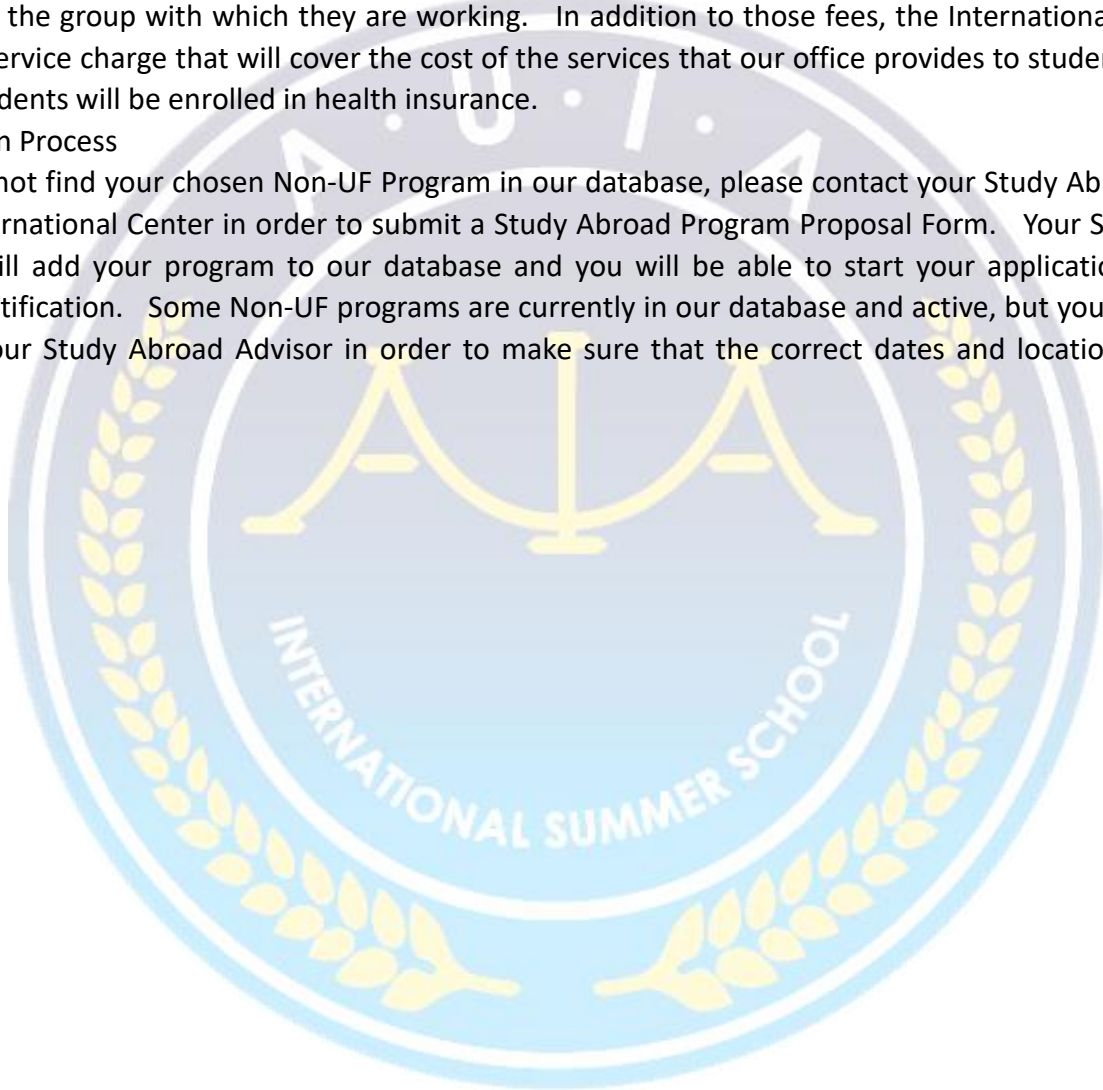 the group with which they are working. In addition to those fees, the Internationa
ervice charge that will cover the cost of the services that our office provides to studen
dents will be enrolled in health insurance.
n Process
not find your chosen Non-UF Program in our database, please contact your Study Ab
rnational Center in order to submit a Study Abroad Program Proposal Form. Your S
ill add your program to our database and you will be able to start your applicatio
tification. Some Non-UF programs are currently in our database and active, but you
our Study Abroad Advisor in order to make sure that the correct dates and location
A · U · I · A
AIA
INTERNATIONAL SUMMER SCHOOL